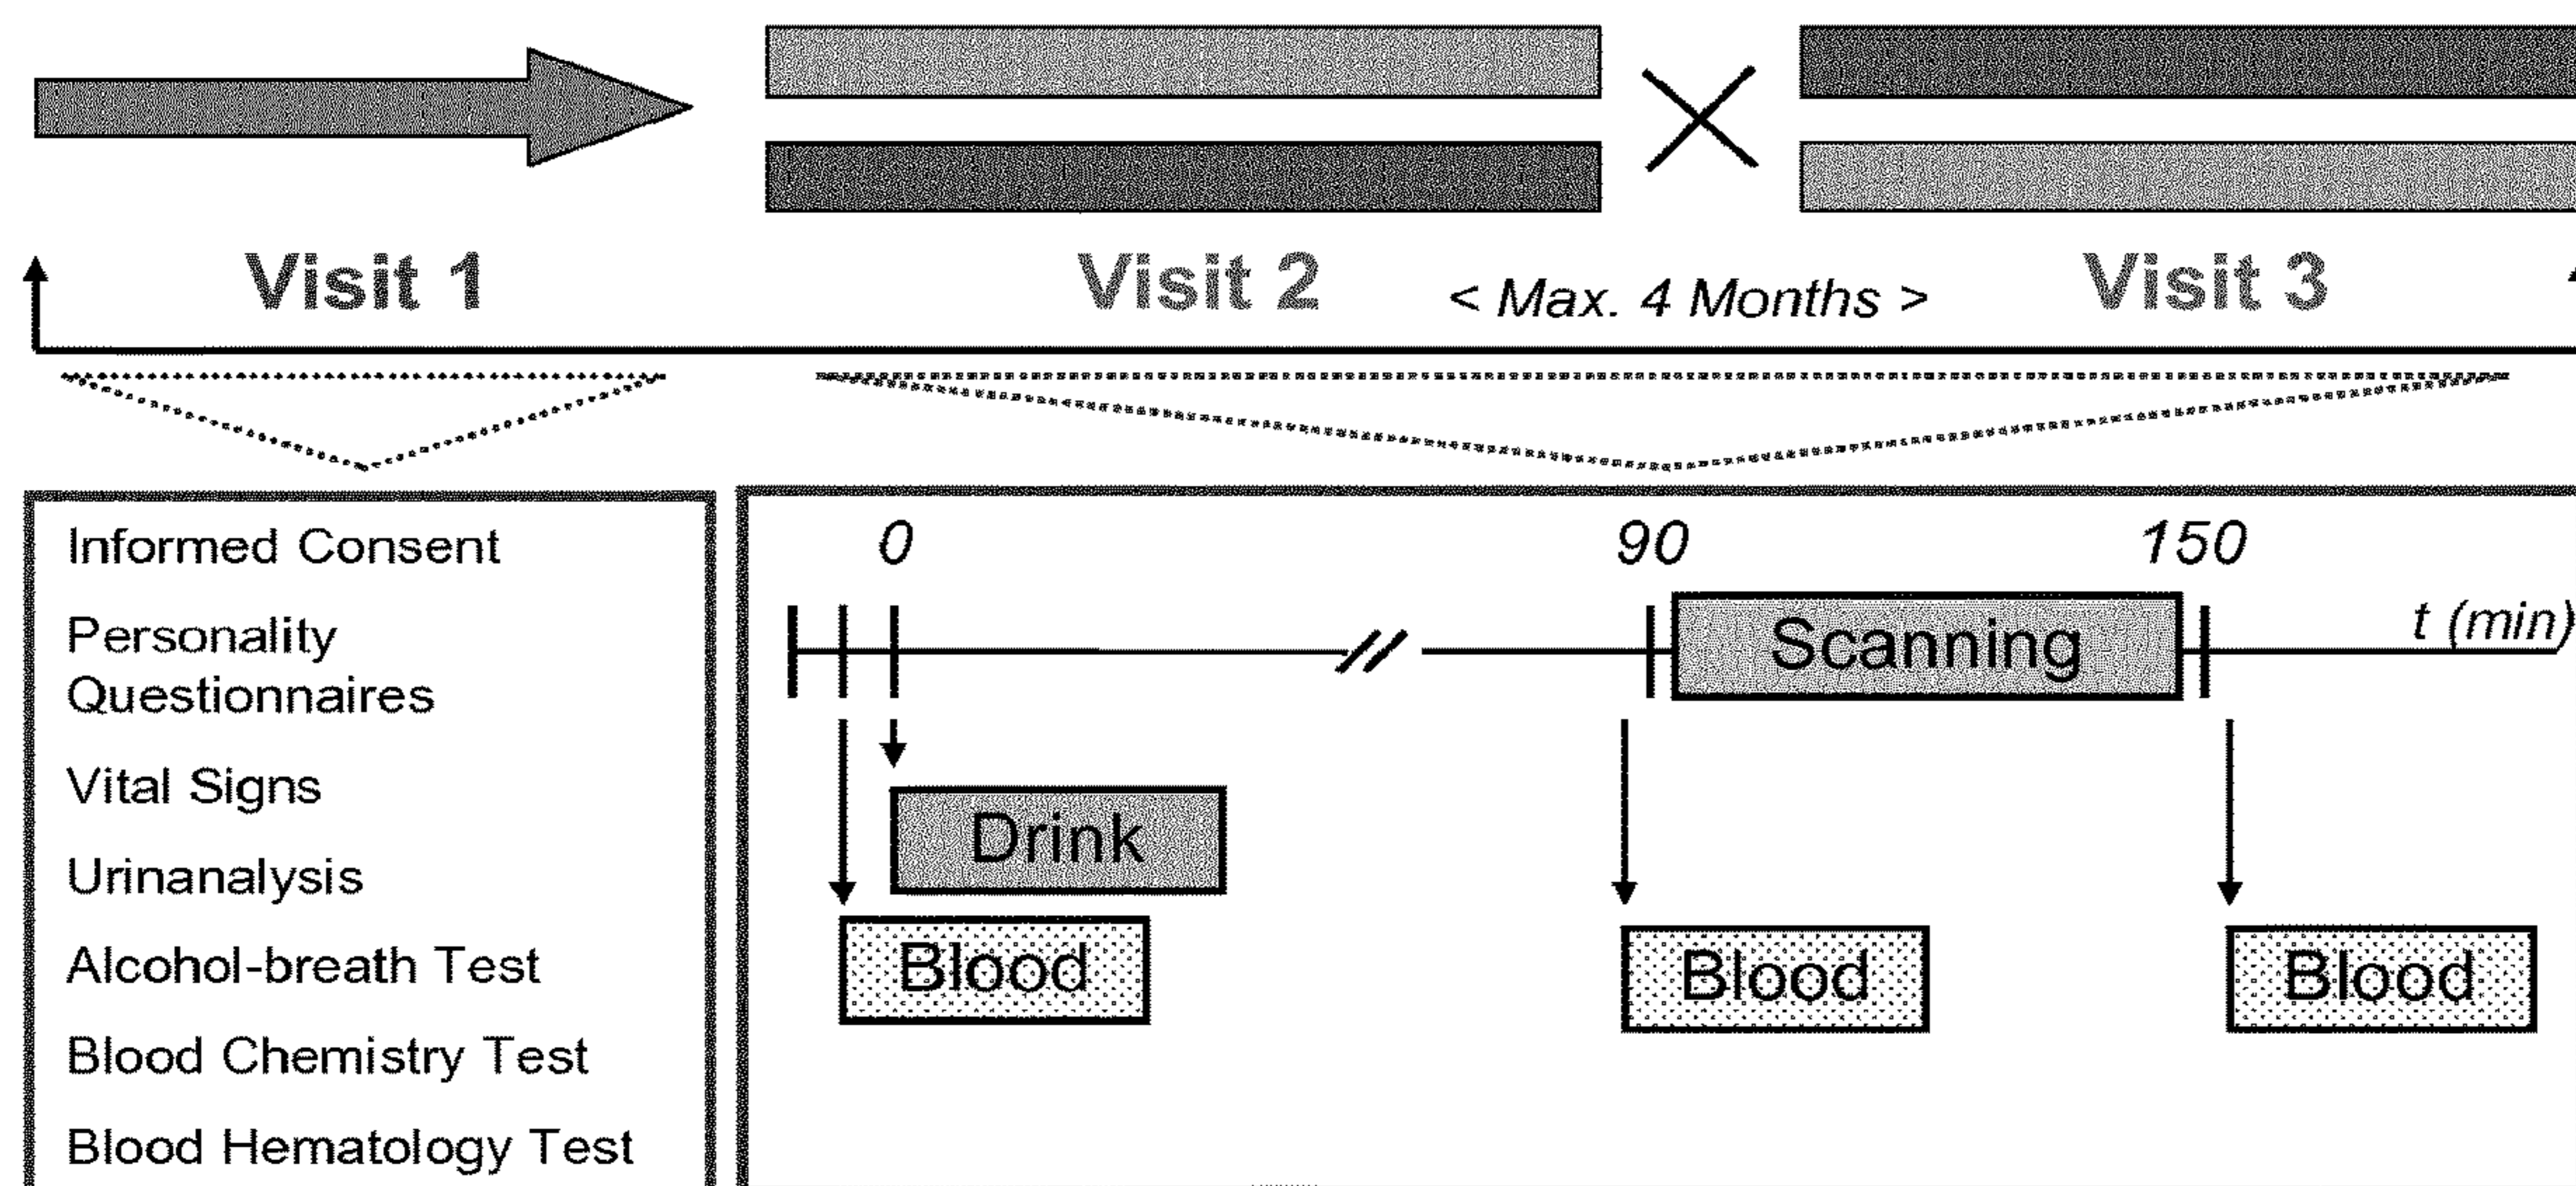 Visit 1
Visit 2
< Max. 4 Months >
Visit 3
Informed Consent
Personality
Questionnaires
Vital Signs
Urinanalysis
Alcohol-breath Test
Blood Chemistry Test
Blood Hematology Test
0
90
150
t (min)
Scanning
Drink
Blood
Blood
Blood